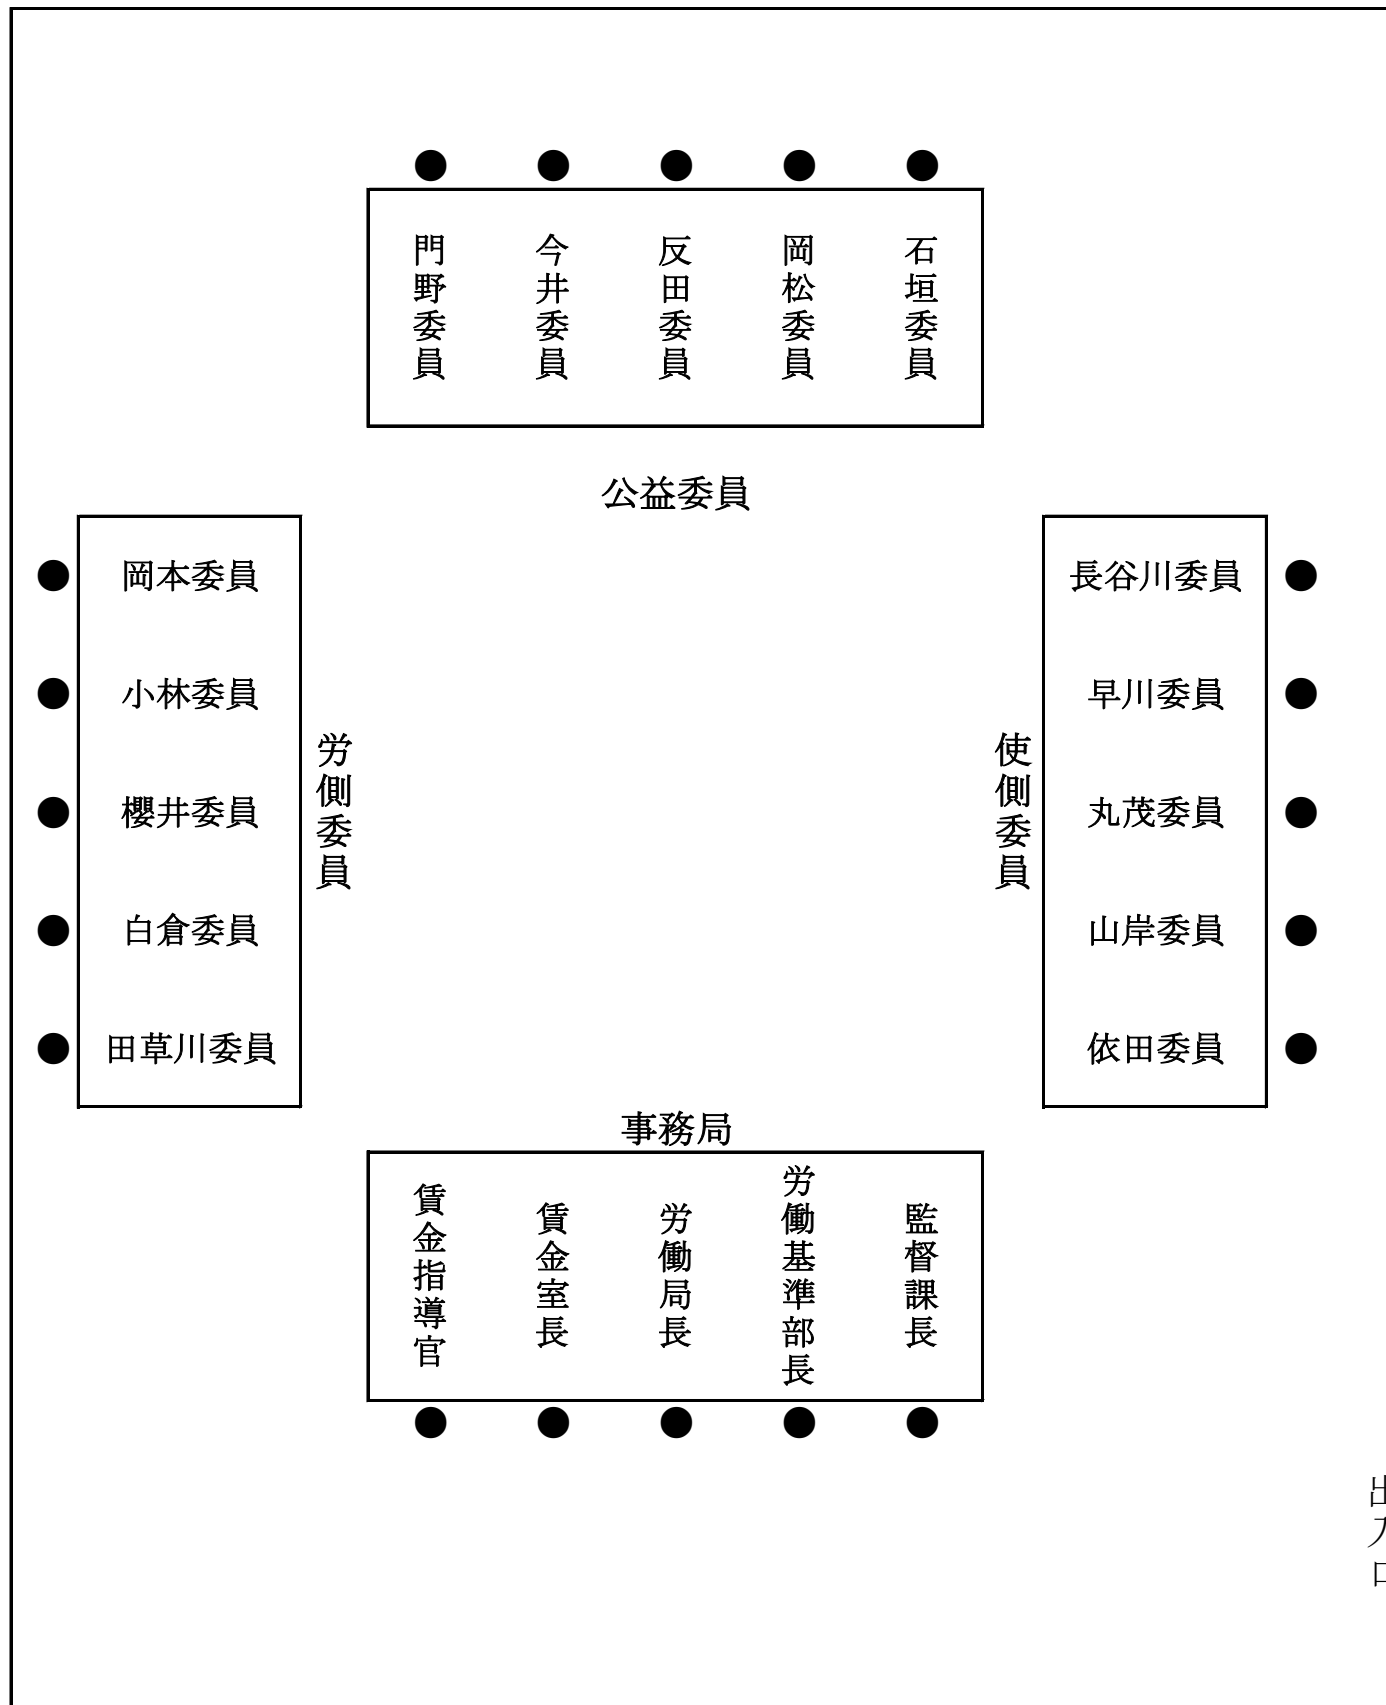 門野委員
今井委員
反田委員
岡松委員
石垣委員
公益委員
岡本委員
小林委員
櫻井委員
白倉委員
田草川委員
労側委員
使側委員
長谷川委員
早川委員
丸茂委員
山岸委員
依田委員
事務局
賃金指導官
賃金室長
労働局長
労働基準部長
監督課長
出入口